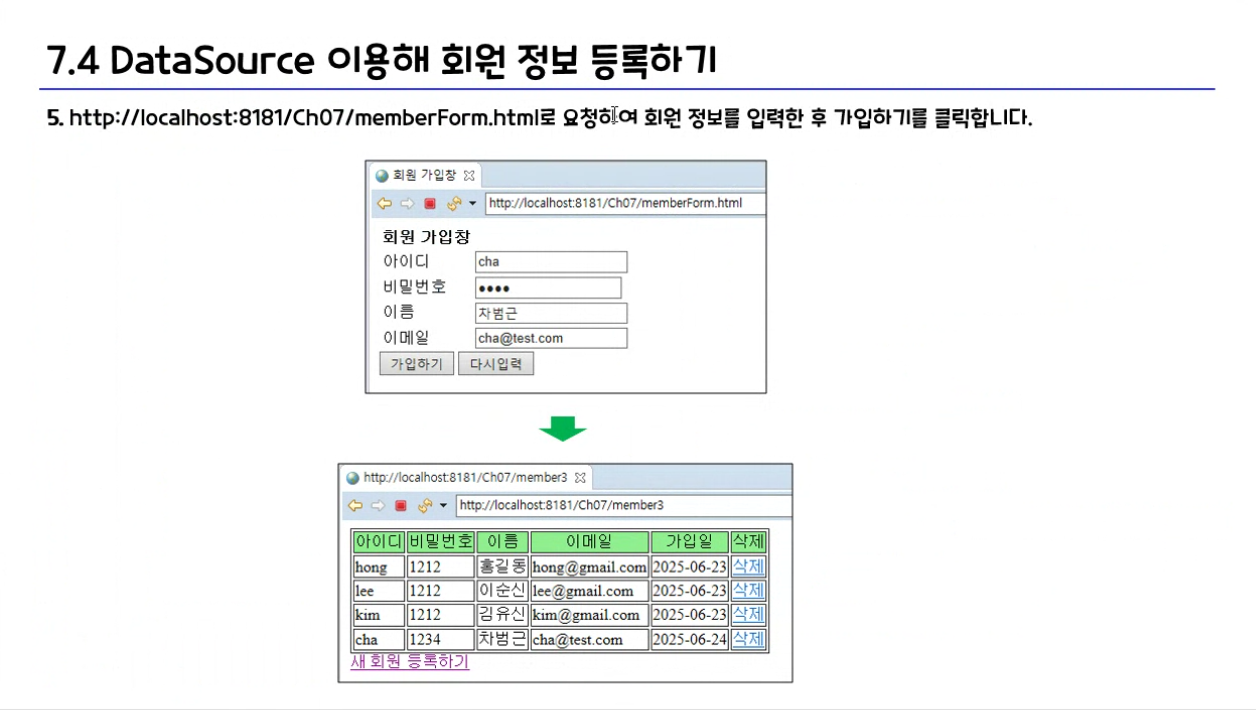 7.4 DataSource 이용해 회원 정보 등록하기
5. http://localhost:8181/Ch07/memberForm.html로 요청하여 회원 정보를 입력한 후 가입하기를 클릭합니다.
회원 가입창
http://localhost:8181/Ch07/memberForm.html
회원 가입창
아이디 cha
비밀번호 ●●●●
이름 차범근
이메일 cha@test.com
가입하기 다시입력
http://localhost:8181/Ch07/member3
http://localhost:8181/Ch07/member3
아이디 비밀번호 이름 이메일 가입일 삭제
hong 1212 홍길동 hong@gmail.com 2025-06-23 삭제
lee 1212 이순신 lee@gmail.com 2025-06-23 삭제
kim 1212 김유신 kim@gmail.com 2025-06-23 삭제
cha 1234 차범근 cha@test.com 2025-06-24 삭제
새 회원 등록하기